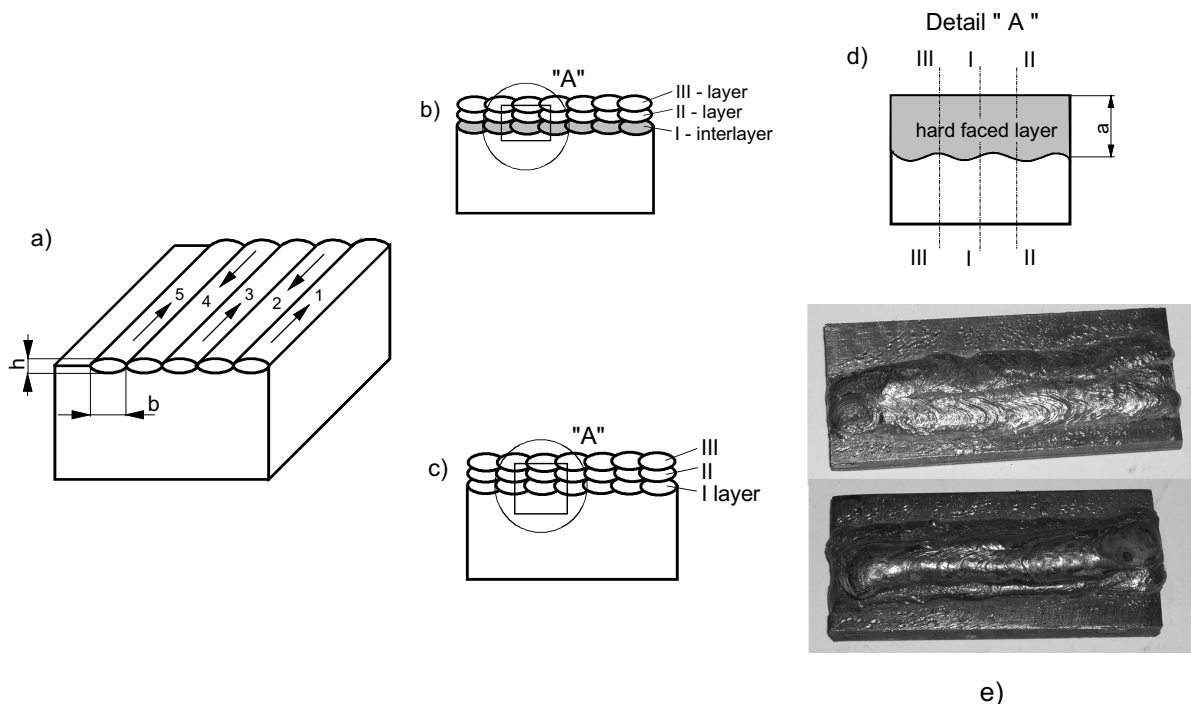 a)
5
4
3
2
1
h
b
b)
"A"
III - layer
II - layer
I - interlayer
c)
"A"
III
II
I layer
Detail " A "
d)
III I II
hard faced layer
a
III I II
e)